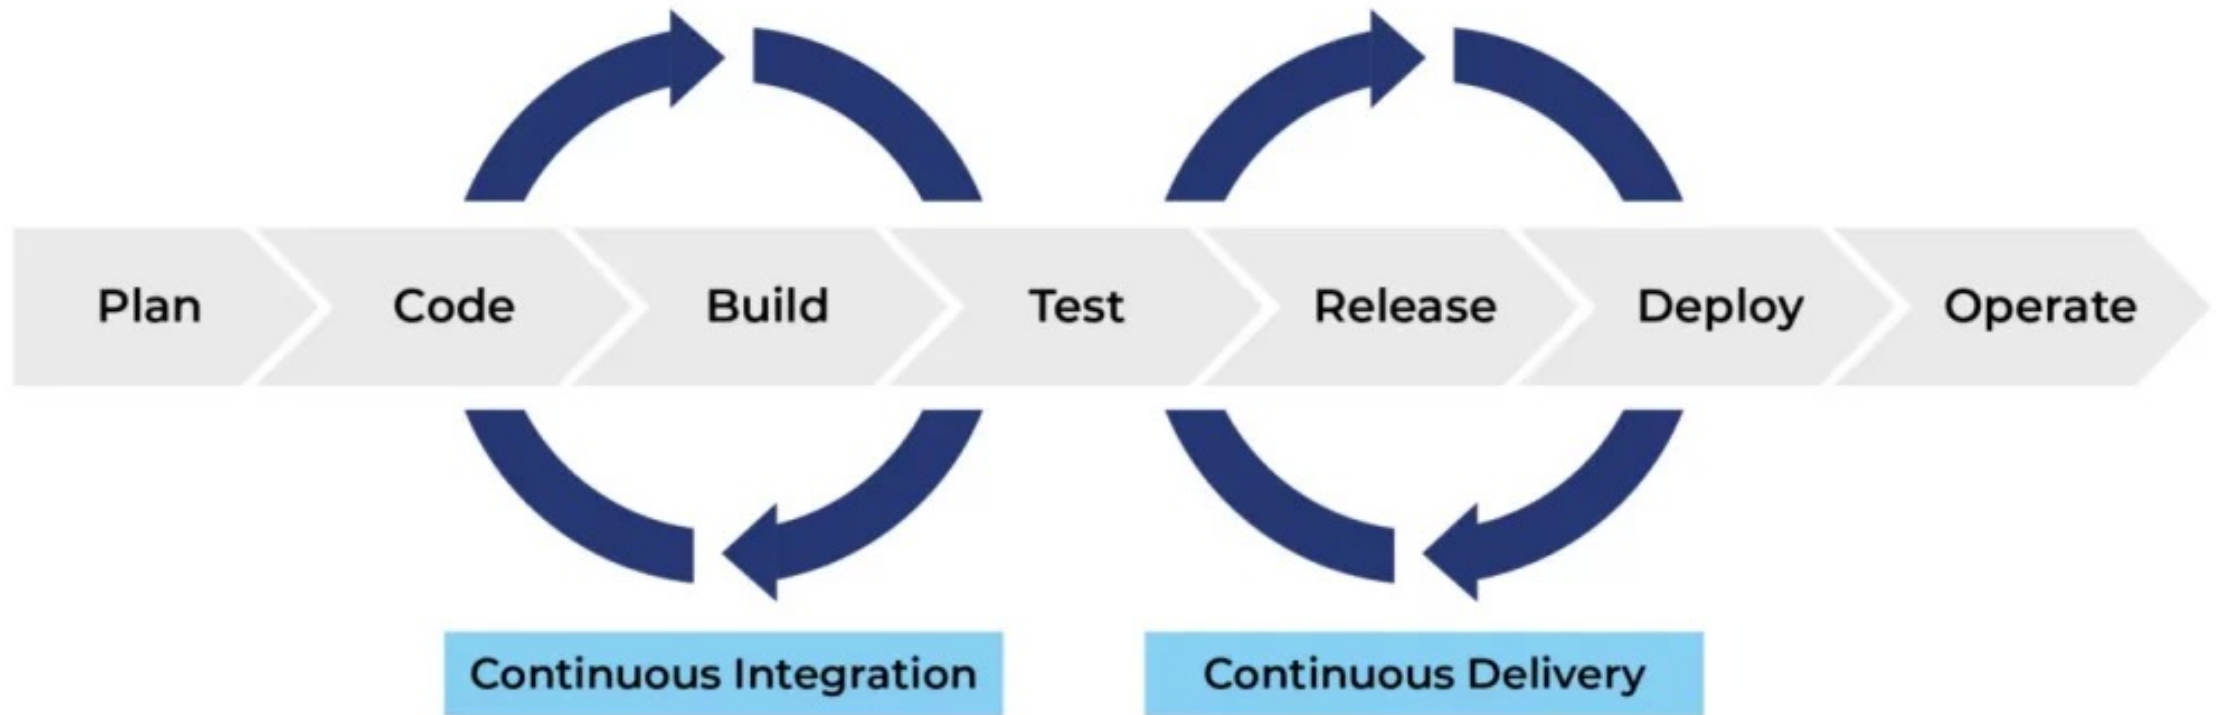 Plan
Code
Build
Test
Release
Deploy
Operate
Continuous Integration
Continuous Delivery